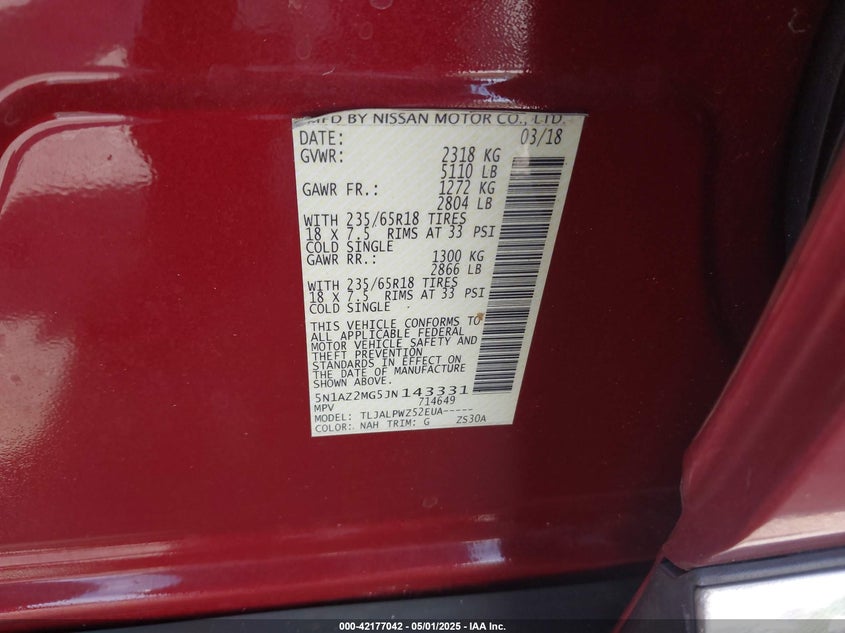 MFD BY NISSAN MOTOR CO., LTD.
DATE: 03/18
GVWR: 2318 KG
5110 LB
GAWR FR.: 1272 KG
2804 LB
WITH 235/65R18 TIRES
18 X 7.5 RIMS AT 33 PSI
COLD SINGLE
GAWR RR.: 1300 KG
2866 LB
WITH 235/65R18 TIRES
18 X 7.5 RIMS AT 33 PSI
COLD SINGLE
THIS VEHICLE CONFORMS TO
ALL APPLICABLE FEDERAL
MOTOR VEHICLE SAFETY AND
THEFT PREVENTION
STANDARDS IN EFFECT ON
THE DATE OF MANUFACTURE
SHOWN ABOVE.
5N1AZ2MG5JN143331
MPV 714649
MODEL: TLJALPWZ52EUA-----
COLOR: NAH TRIM: G ZS30A
000-42177042 - 05/01/2025 - IAA Inc.